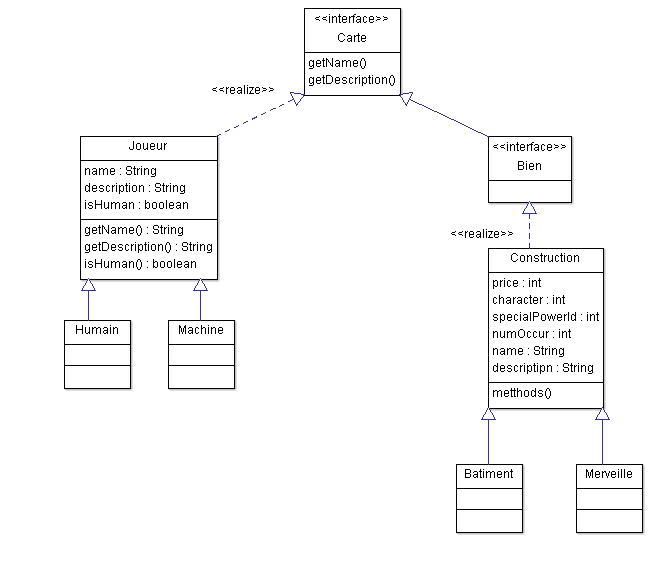 <<interface>>
Carte
getName()
getDescription()
<<realize>>
Joueur
name : String
description : String
isHuman : boolean
getName() : String
getDescription() : String
isHuman() : boolean
Humain
Machine
<<interface>>
Bien
<<realize>>
Construction
price : int
character : int
specialPowerId : int
numOccur : int
name : String
descriptipn : String
metthods()
Batiment
Merveille